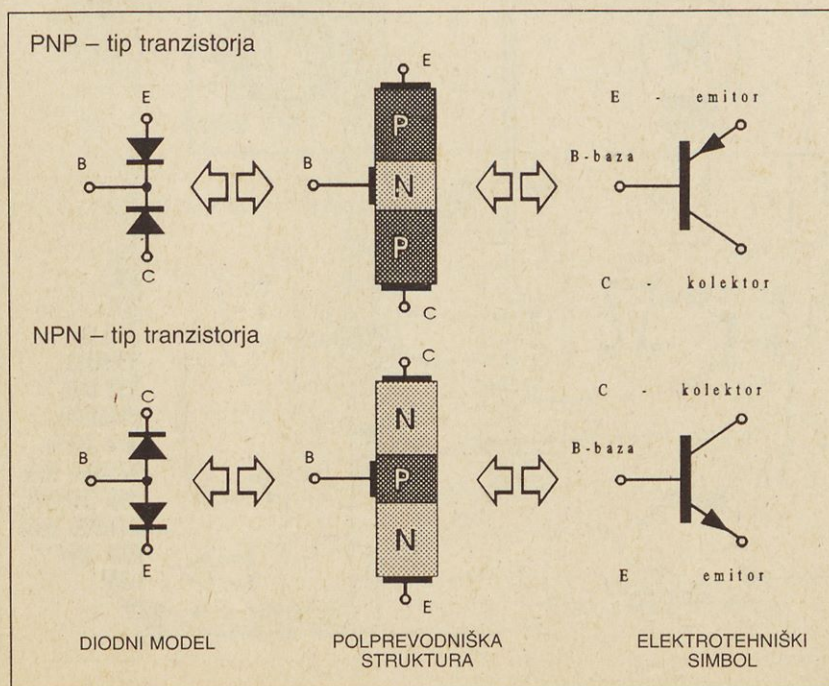 PNP – tip tranzistorja
E
B
C
E
P
B
N
P
C
E - emitor
B-baza
C - kolektor
NPN – tip tranzistorja
C
B
E
C
N
B
P
N
E
C - kolektor
B-baza
E emitor
DIODNI MODEL
POLPREVODNIŠKA
STRUKTURA
ELEKTROTEHNIŠKI
SIMBOL